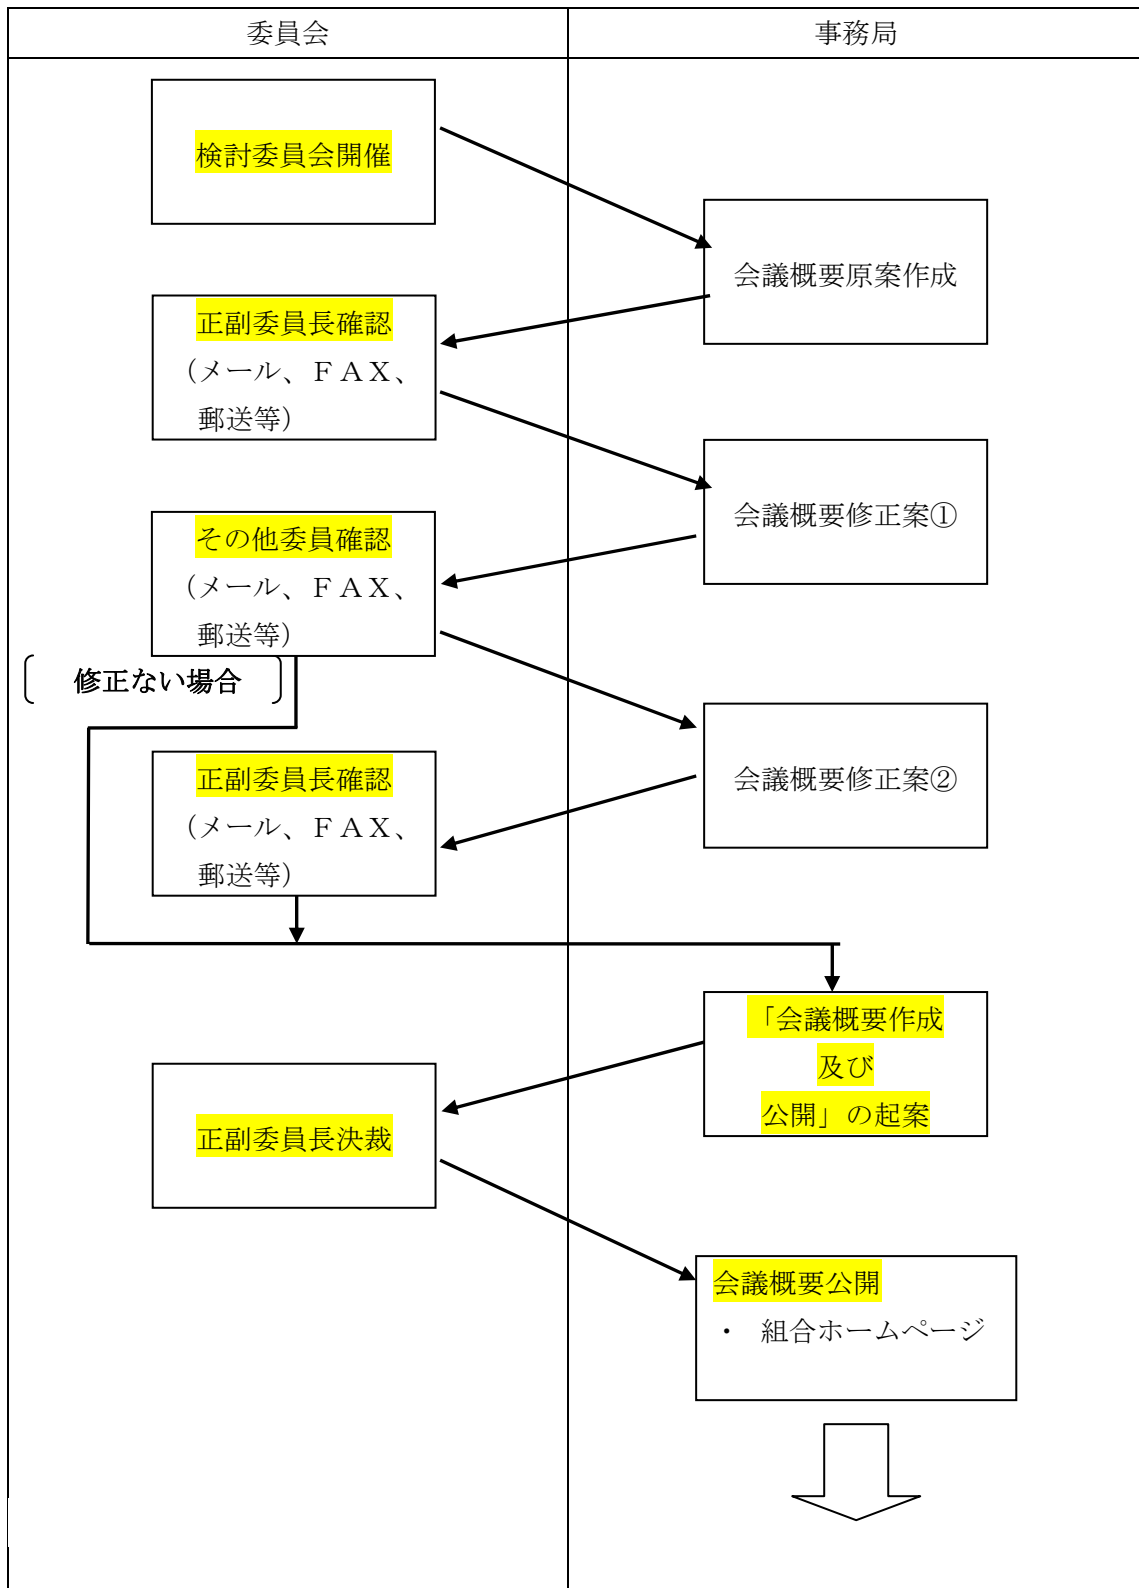 委員会
事務局
検討委員会開催
会議概要原案作成
正副委員長確認
（メール、ＦＡＸ、
郵送等）
会議概要修正案①
その他委員確認
（メール、ＦＡＸ、
郵送等）
修正ない場合
会議概要修正案②
正副委員長確認
（メール、ＦＡＸ、
郵送等）
「会議概要作成
及び
公開」の起案
正副委員長決裁
会議概要公開
・ 組合ホームページ